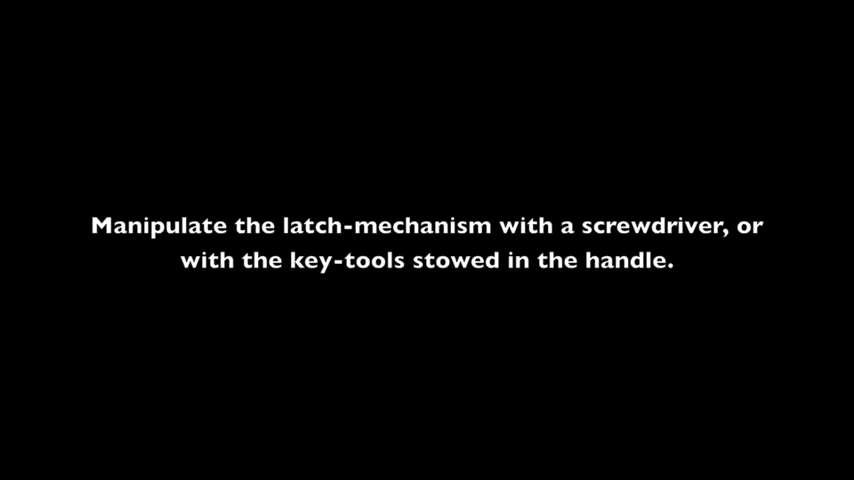 Manipulate the latch-mechanism with a screwdriver, or
with the key-tools stowed in the handle.